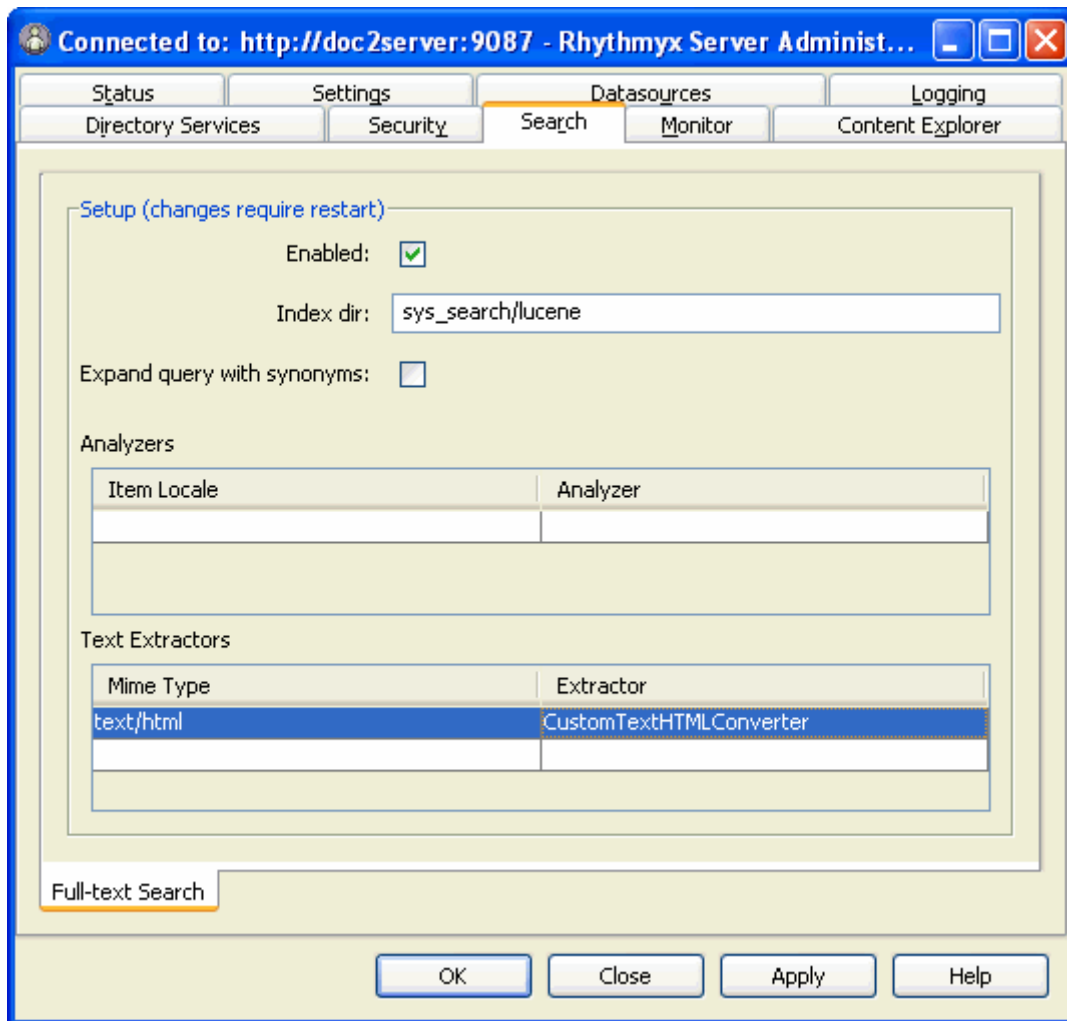 Connected to: http://doc2server:9087 - Rhythmyx Server Administ...
Status Settings Datasources Logging
Directory Services Security Search Monitor Content Explorer
Setup (changes require restart)
Enabled:
Index dir: sys_search/lucene
Expand query with synonyms:
Analyzers
Item Locale Analyzer
Text Extractors
Mime Type Extractor
text/html CustomTextHTMLConverter
Full-text Search
OK Close Apply Help